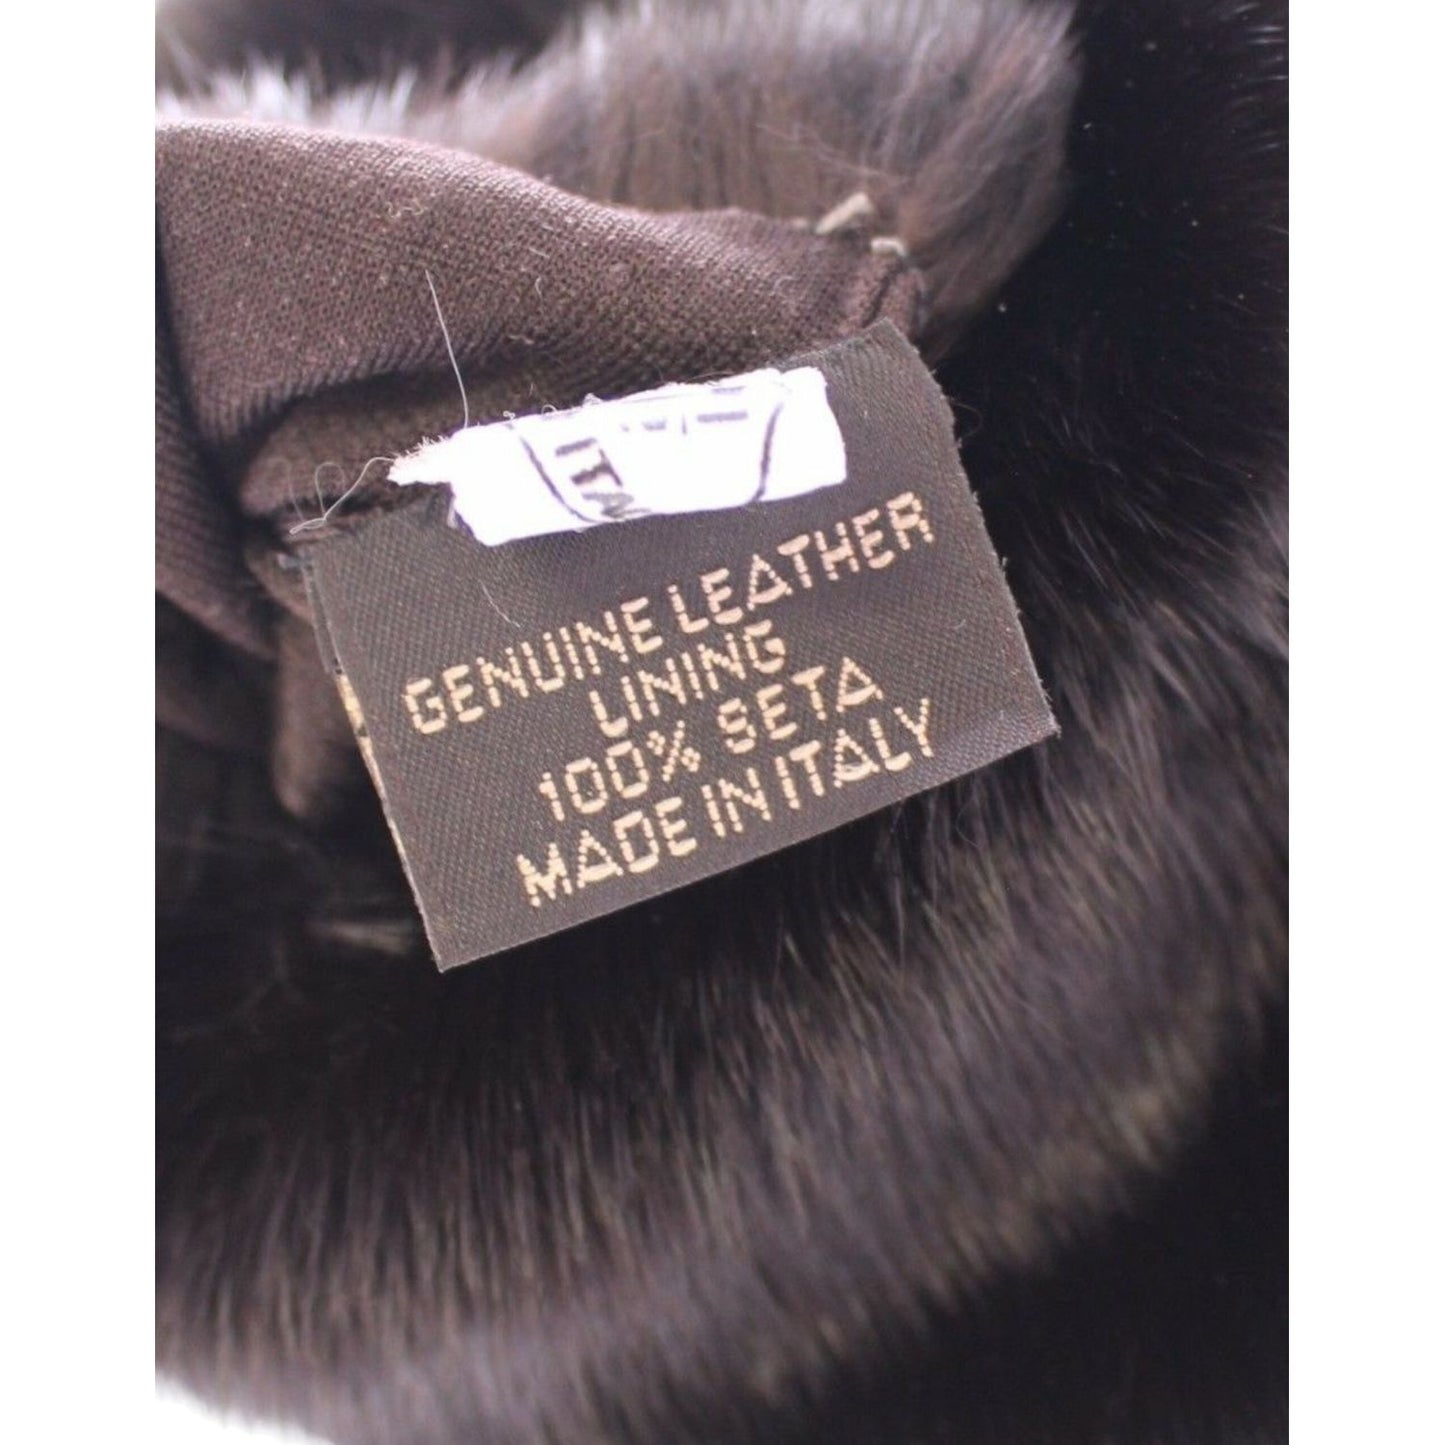 GENUINE LEATHER
LINING
100% SETA
MADE IN ITALY